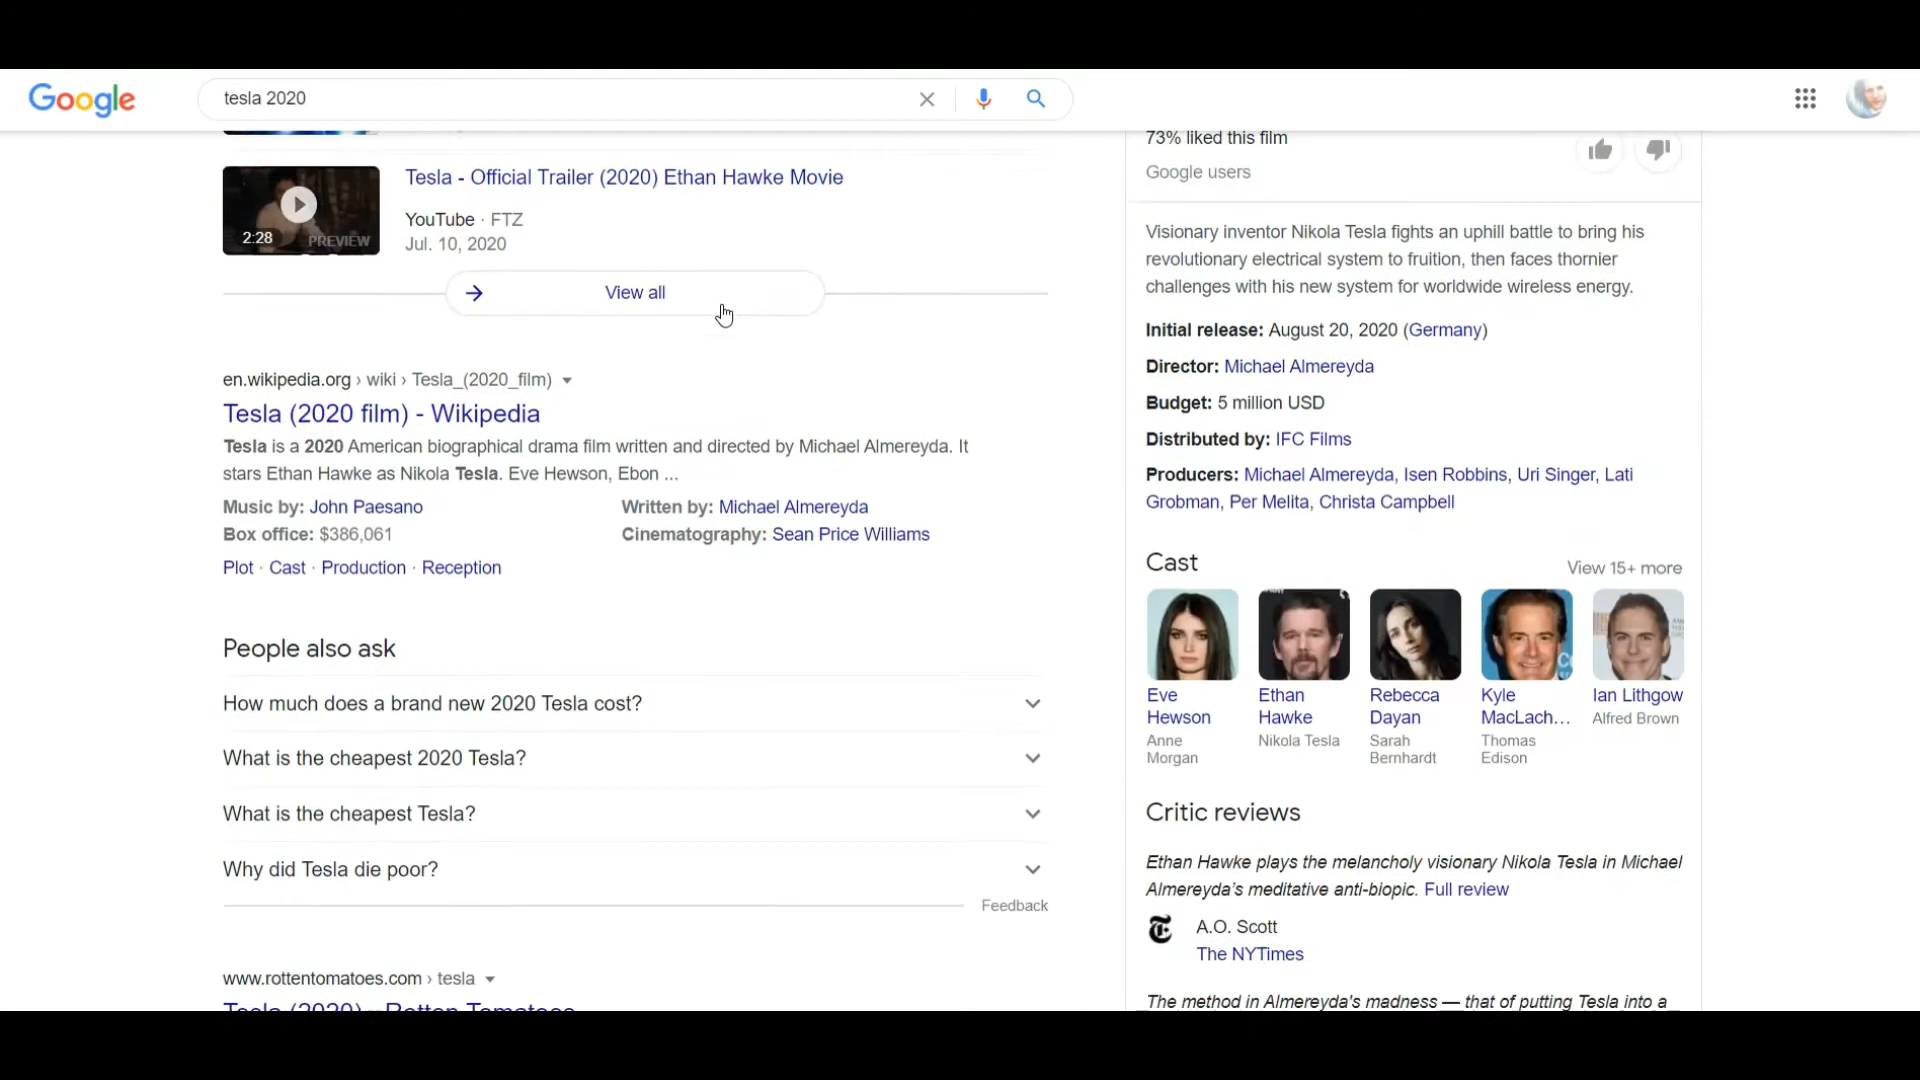 Google
tesla 2020
Tesla - Official Trailer (2020) Ethan Hawke Movie
YouTube · FTZ
Jul. 10, 2020
2:28
PREVIEW
View all
en.wikipedia.org › wiki › Tesla_(2020_film)
Tesla (2020 film) - Wikipedia
Tesla is a 2020 American biographical drama film written and directed by Michael Almereyda. It
stars Ethan Hawke as Nikola Tesla. Eve Hewson, Ebon ...
Music by: John Paesano
Written by: Michael Almereyda
Box office: $386,061
Cinematography: Sean Price Williams
Plot · Cast · Production · Reception
People also ask
How much does a brand new 2020 Tesla cost?
What is the cheapest 2020 Tesla?
What is the cheapest Tesla?
Why did Tesla die poor?
Feedback
www.rottentomatoes.com › tesla
Tesla (2020) - Rotten Tomatoes
73% liked this film
Google users
Visionary inventor Nikola Tesla fights an uphill battle to bring his
revolutionary electrical system to fruition, then faces thornier
challenges with his new system for worldwide wireless energy.
Initial release: August 20, 2020 (Germany)
Director: Michael Almereyda
Budget: 5 million USD
Distributed by: IFC Films
Producers: Michael Almereyda, Isen Robbins, Uri Singer, Lati
Grobman, Per Melita, Christa Campbell
Cast
View 15+ more
Eve
Hewson
Anne
Morgan
Ethan
Hawke
Nikola Tesla
Rebecca
Dayan
Sarah
Bernhardt
Kyle
MacLach...
Thomas
Edison
Ian Lithgow
Alfred Brown
Critic reviews
Ethan Hawke plays the melancholy visionary Nikola Tesla in Michael
Almereyda's meditative anti-biopic. Full review
A.O. Scott
The NYTimes
The method in Almereyda's madness — that of putting Tesla into a